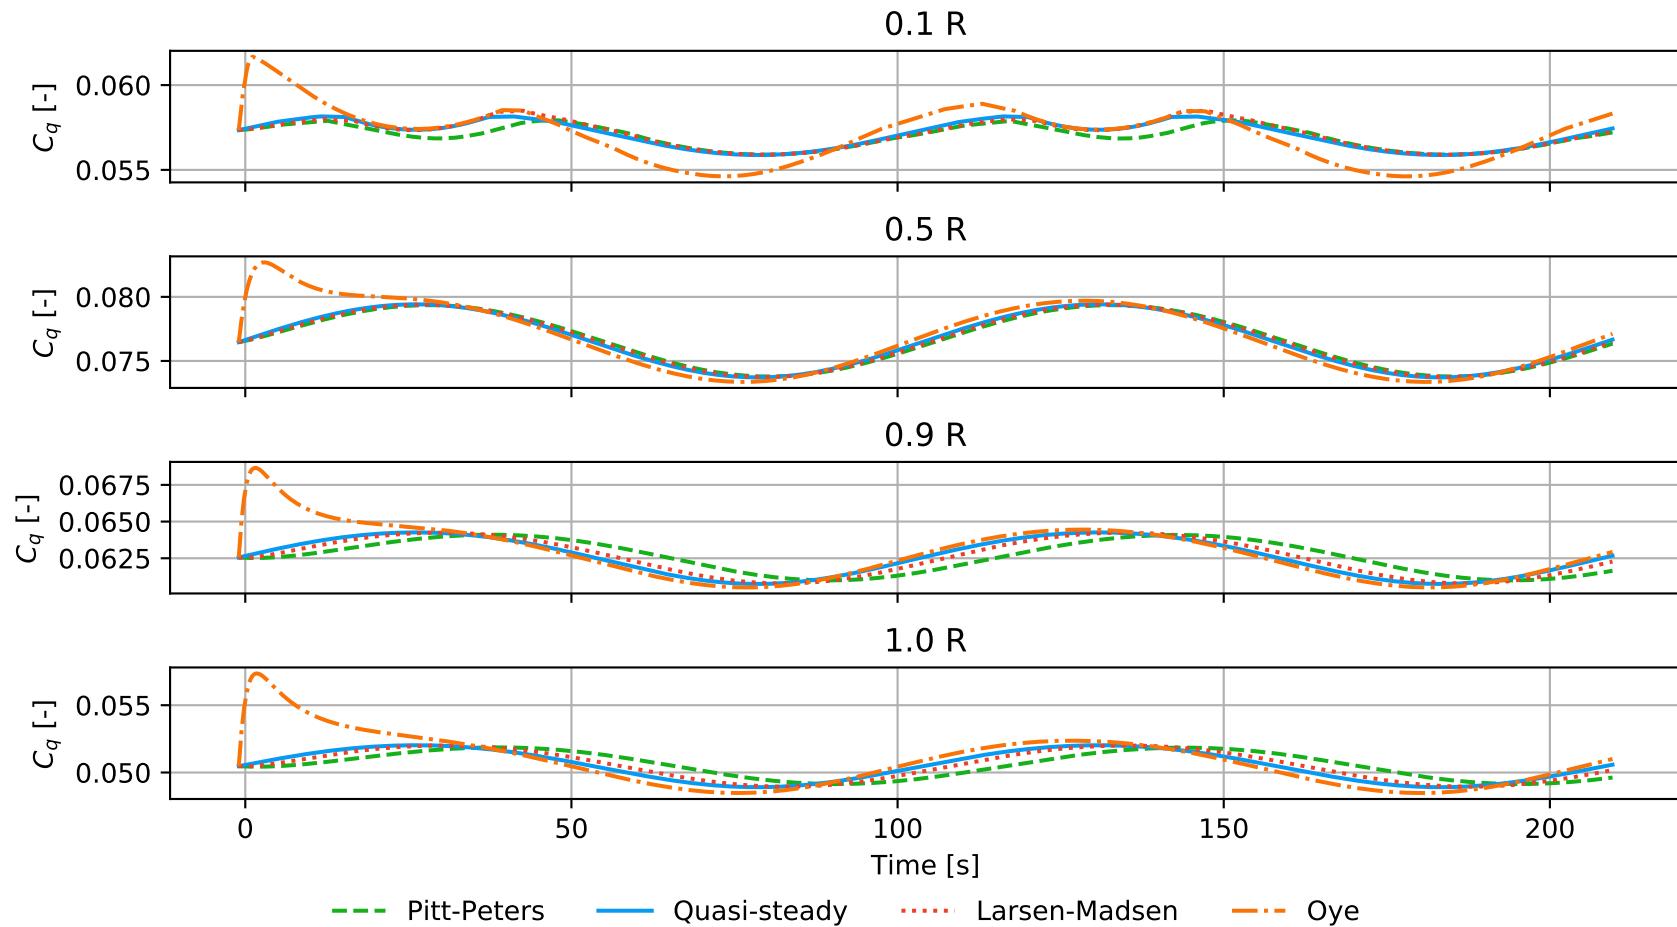 0.1 R
0.060
0.055
C_q [-]
0.5 R
0.080
0.075
C_q [-]
0.9 R
0.0675
0.0650
0.0625
C_q [-]
1.0 R
0.055
0.050
C_q [-]
0 50 100 150 200
Time [s]
Pitt-Peters Quasi-steady Larsen-Madsen Oye